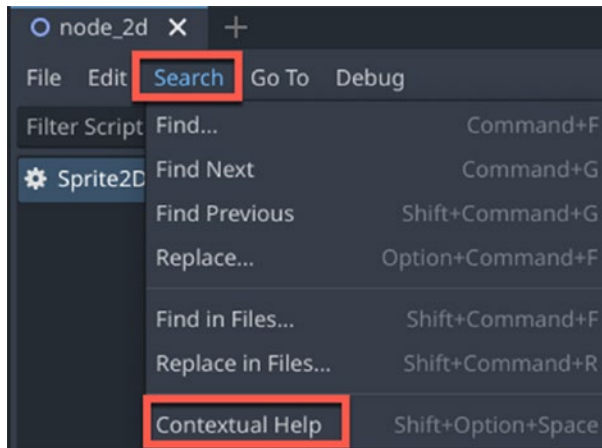 node_2d
File Edit Search Go To Debug
Filter Script
Sprite2D
Find... Command+F
Find Next Command+G
Find Previous Shift+Command+G
Replace... Option+Command+F
Find in Files... Shift+Command+F
Replace in Files... Shift+Command+R
Contextual Help Shift+Option+Space